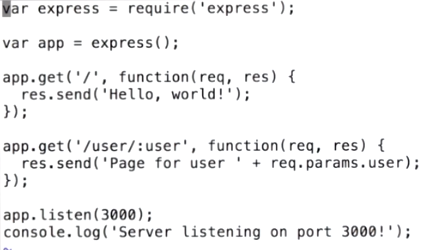 var express = require('express');
var app = express();
app.get('/', function(req, res) {
  res.send('Hello, world!');
});
app.get('/user/:user', function(req, res) {
  res.send('Page for user ' + req.params.user);
});
app.listen(3000);
console.log('Server listening on port 3000!');
~